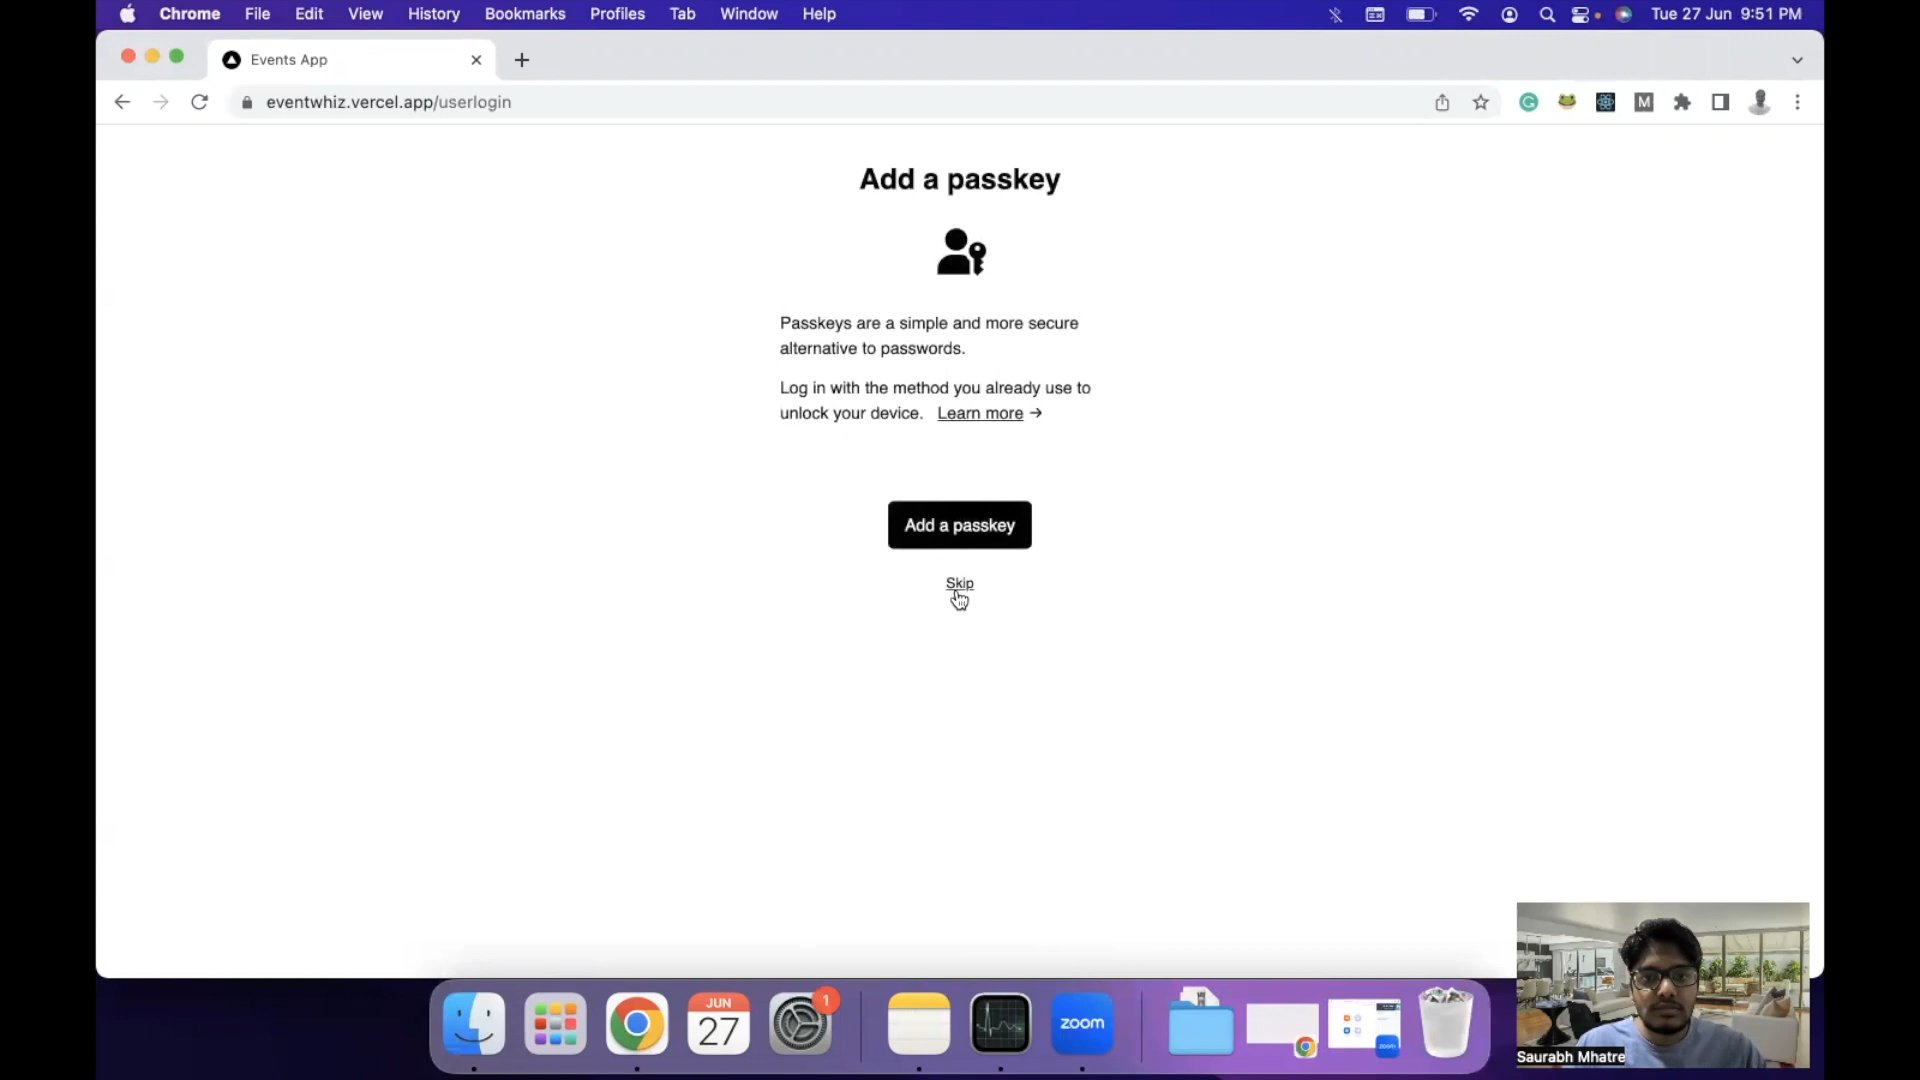 Chrome File Edit View History Bookmarks Profiles Tab Window Help Tue 27 Jun 9:51 PM
Events App
eventwhiz.vercel.app/userlogin
M
Add a passkey
Passkeys are a simple and more secure
alternative to passwords.
Log in with the method you already use to
unlock your device. Learn more →
Add a passkey
Skip
JUN
27
1
zoom
zoom
Saurabh Mhatre